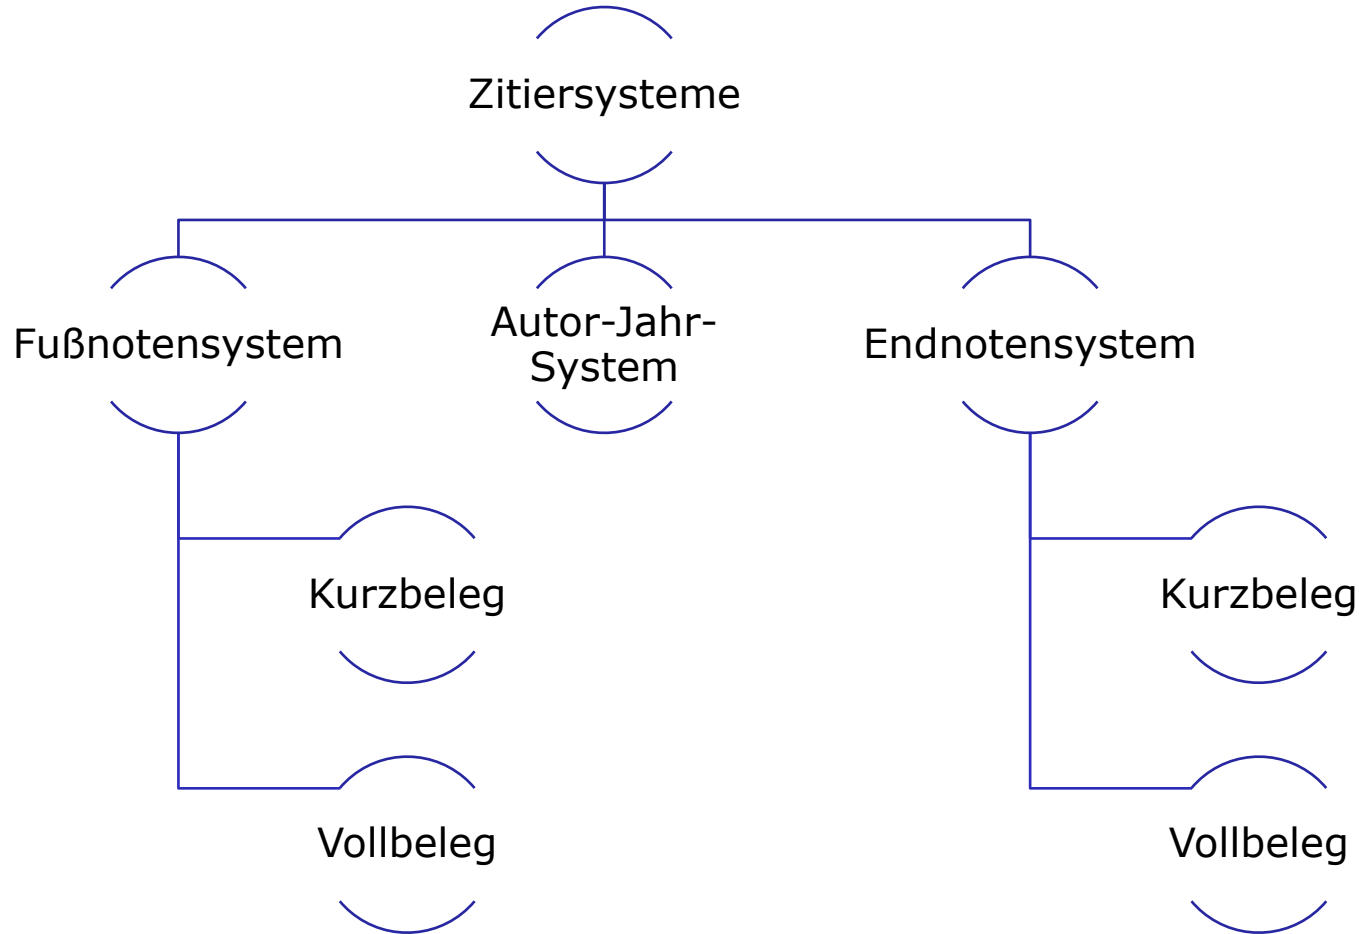 Zitiersysteme
Fußnotensystem
Autor-Jahr-
System
Endnotensystem
Kurzbeleg
Kurzbeleg
Vollbeleg
Vollbeleg